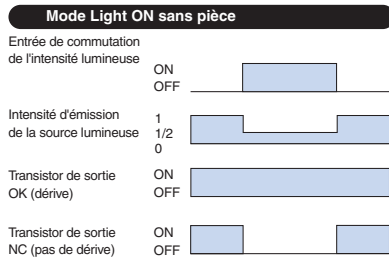 Mode Light ON sans pièce
Entrée de commutation
de l'intensité lumineuse
ON
OFF
Intensité d'émission
de la source lumineuse
1
1/2
0
Transistor de sortie
OK (dérive)
ON
OFF
Transistor de sortie
NC (pas de dérive)
ON
OFF